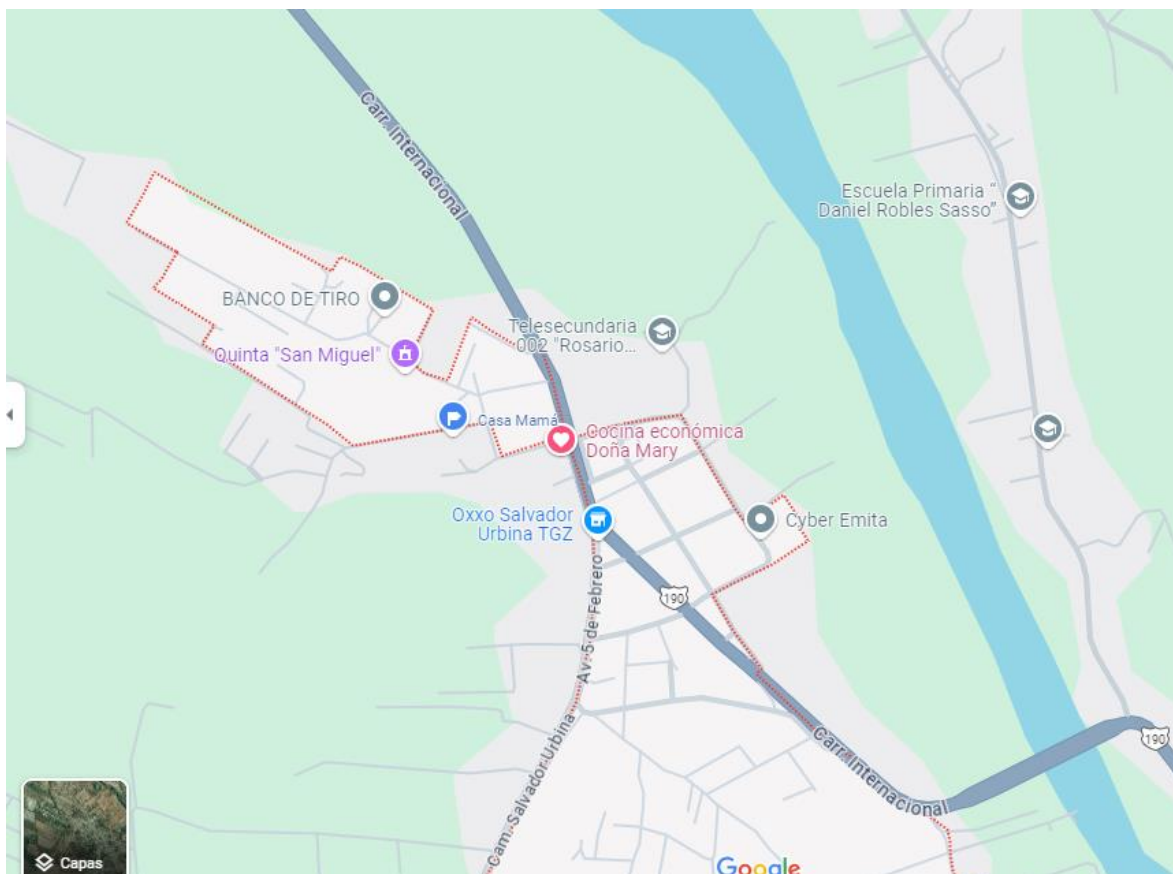 Carr. Internacional
Escuela Primaria “
Daniel Robles Sasso”
BANCO DE TIRO
Telesecundaria
002 "Rosario...
Quinta "San Miguel"
Casa Mamá
Cocina económica
Doña Mary
Oxxo Salvador
Urbina TGZ
Cyber Emita
Av. 5 de Febrero
190
Cam. Salvador Urbina
Carr. Internacional
190
Capas
Google